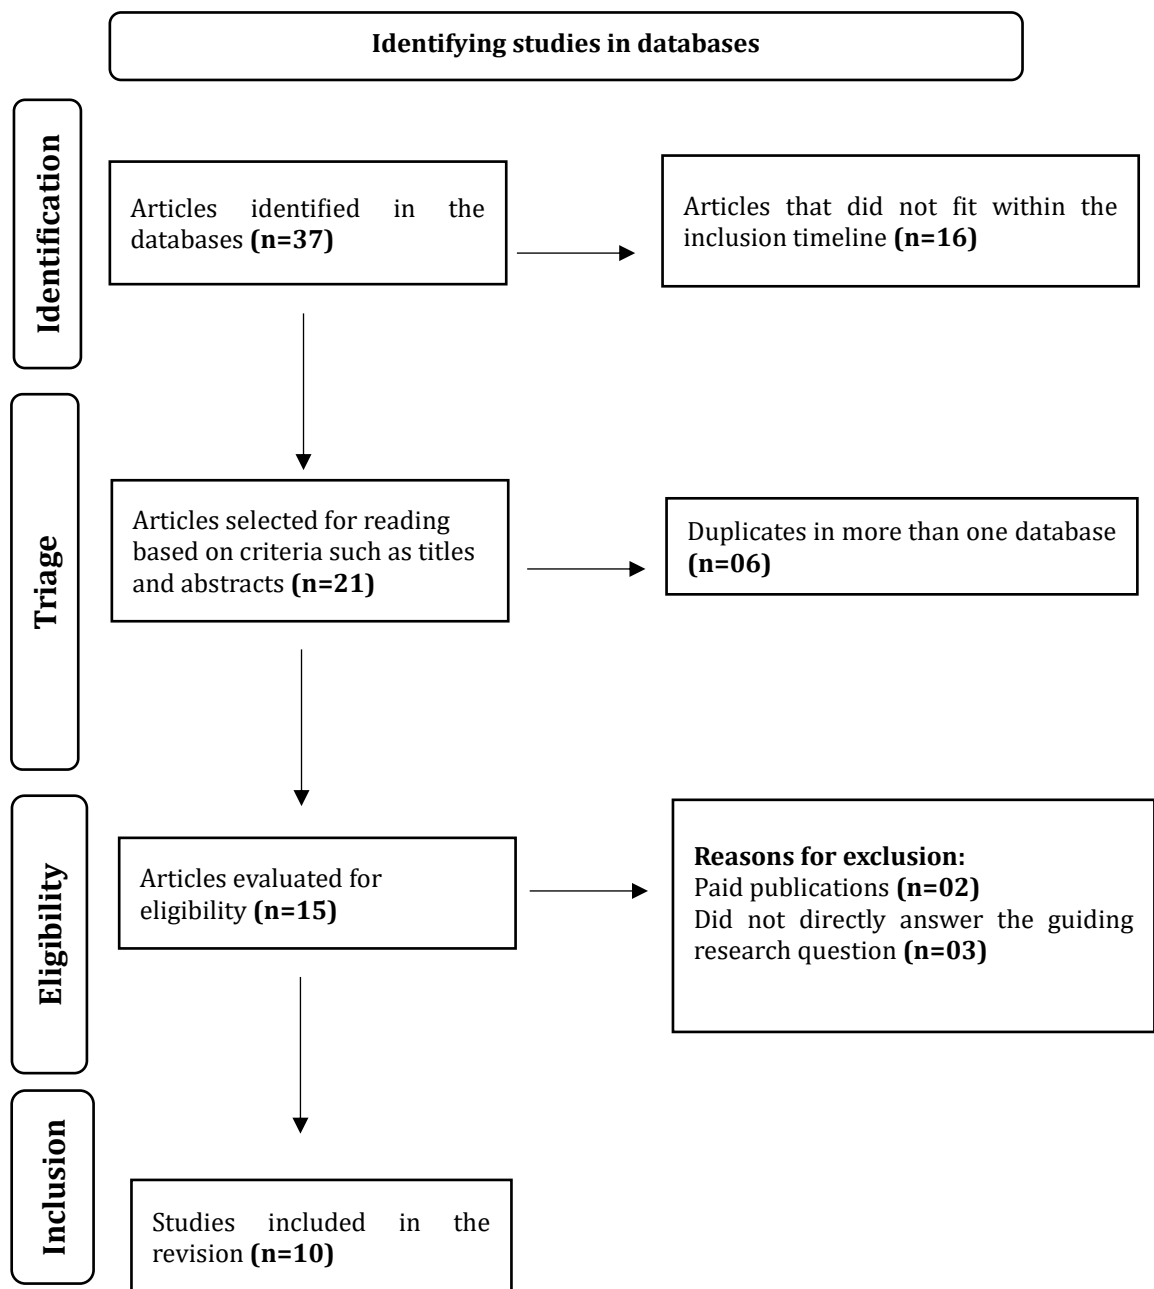 Identifying studies in databases
Identification
Articles identified in the
databases (n=37)
Articles that did not fit within the
inclusion timeline (n=16)
Triage
Articles selected for reading
based on criteria such as titles
and abstracts (n=21)
Duplicates in more than one database
(n=06)
Eligibility
Articles evaluated for
eligibility (n=15)
Reasons for exclusion:
Paid publications (n=02)
Did not directly answer the guiding
research question (n=03)
Inclusion
Studies included in the
revision (n=10)